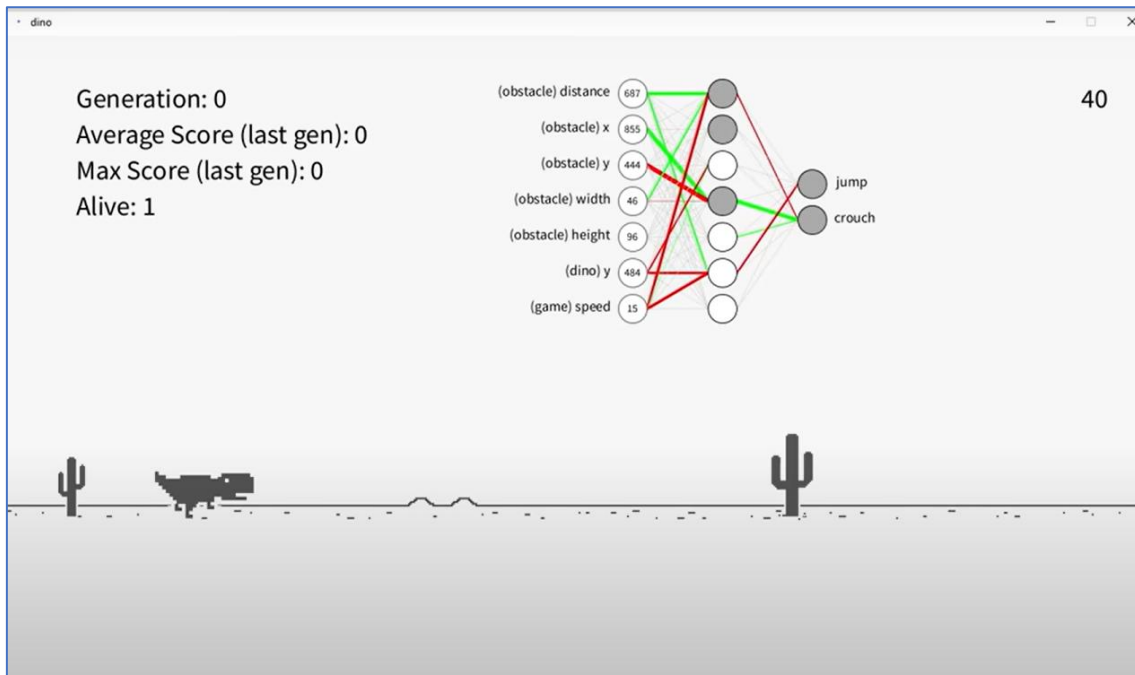 dino
Generation: 0
Average Score (last gen): 0
Max Score (last gen): 0
Alive: 1
40
(obstacle) distance 687
(obstacle) x 855
(obstacle) y 444
(obstacle) width 46
(obstacle) height 96
(dino) y 484
(game) speed 15
jump
crouch